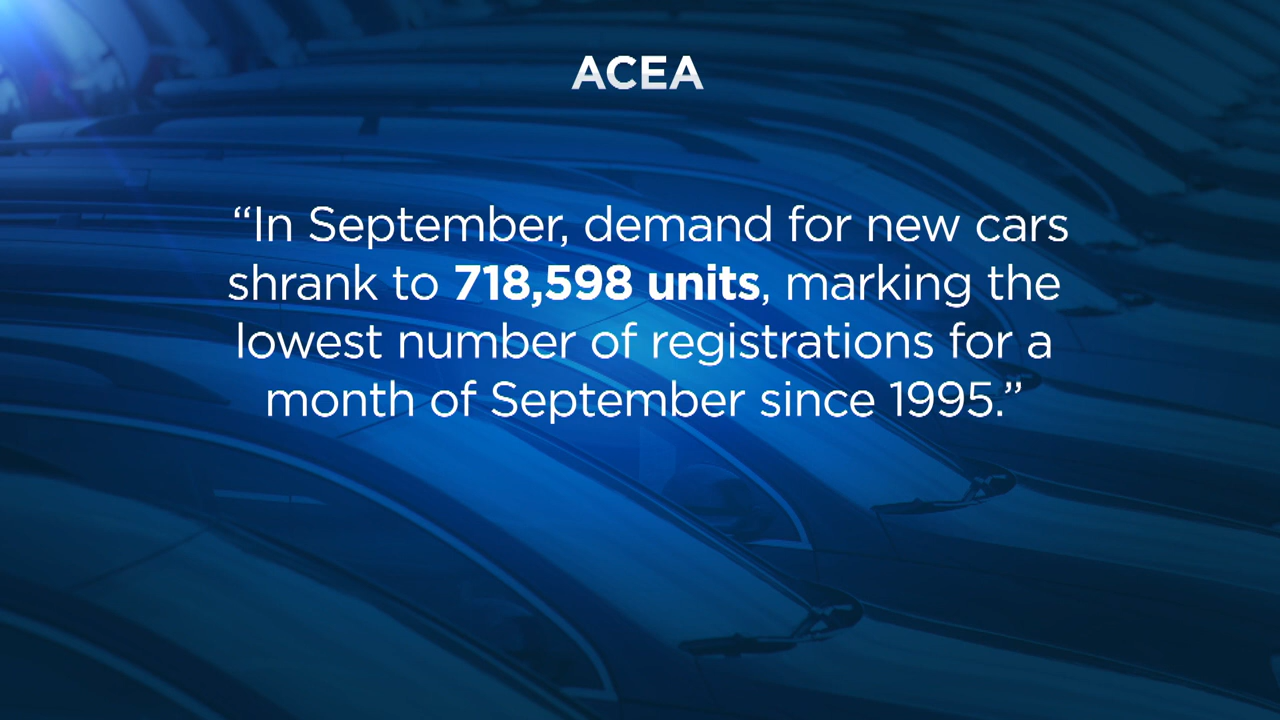 ACEA
“In September, demand for new cars
shrank to 718,598 units, marking the
lowest number of registrations for a
month of September since 1995.”